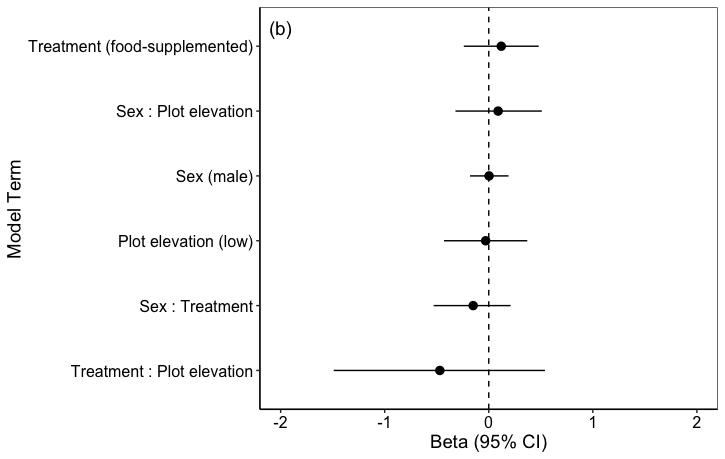 (b)
Treatment (food-supplemented)
Sex : Plot elevation
Sex (male)
Plot elevation (low)
Sex : Treatment
Treatment : Plot elevation
Model Term
-2 -1 0 1 2
Beta (95% CI)